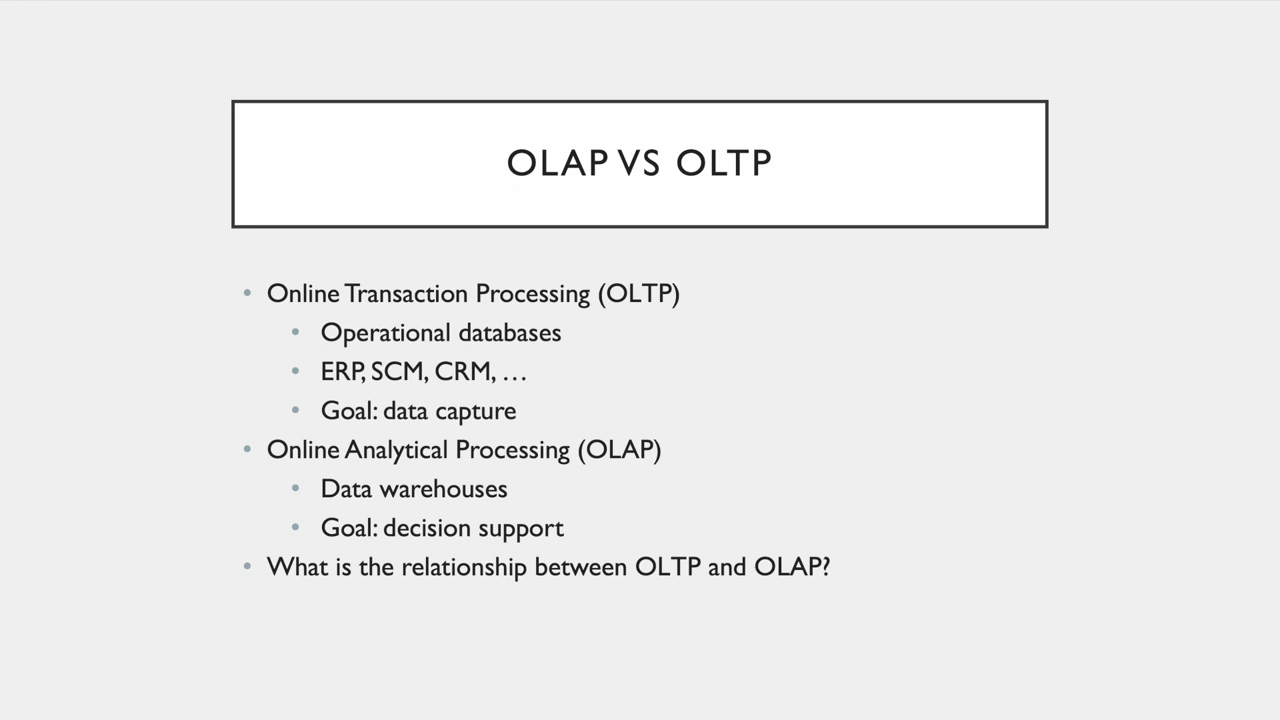 OLAP VS OLTP
• Online Transaction Processing (OLTP)
• Operational databases
• ERP, SCM, CRM, …
• Goal: data capture
• Online Analytical Processing (OLAP)
• Data warehouses
• Goal: decision support
• What is the relationship between OLTP and OLAP?